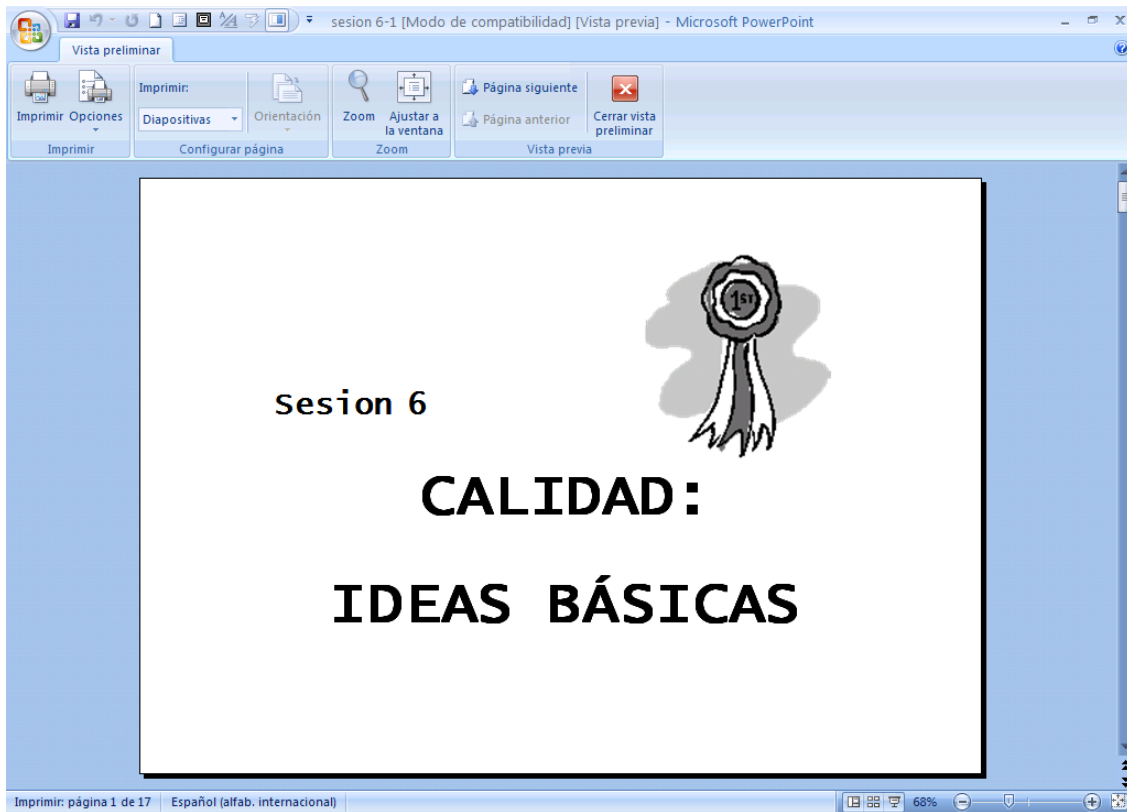 sesion 6-1 [Modo de compatibilidad] [Vista previa] - Microsoft PowerPoint
Vista preliminar
Imprimir
Opciones
Imprimir:
Diapositivas
Orientación
Zoom
Ajustar a
la ventana
Página siguiente
Página anterior
Cerrar vista
preliminar
Imprimir
Configurar página
Zoom
Vista previa
1ST
Sesion 6
CALIDAD:
IDEAS BÁSICAS
Imprimir: página 1 de 17
Español (alfab. internacional)
68%